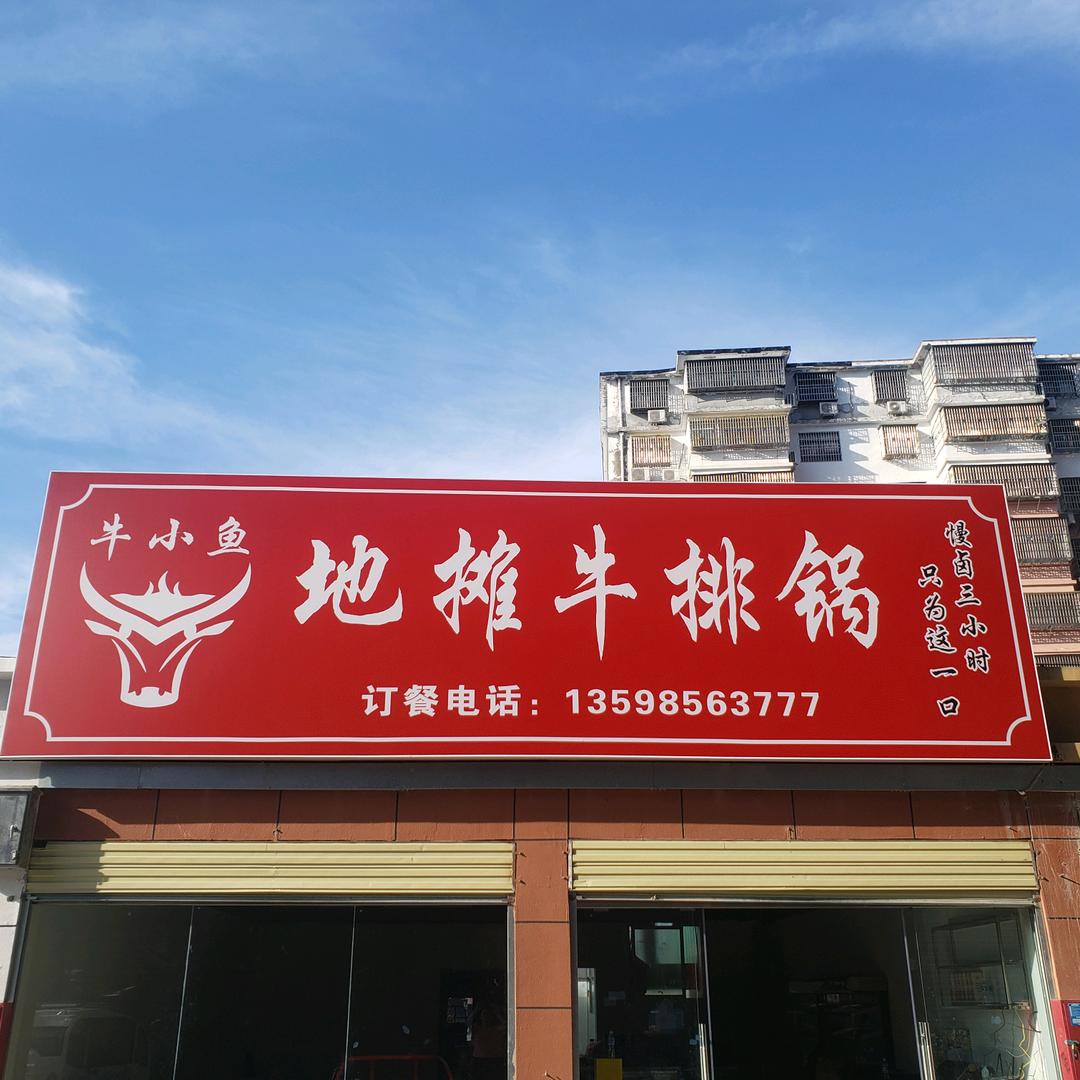 牛小鱼
地摊牛排锅
订餐电话：13598563777
慢卤三小时
只为这一口